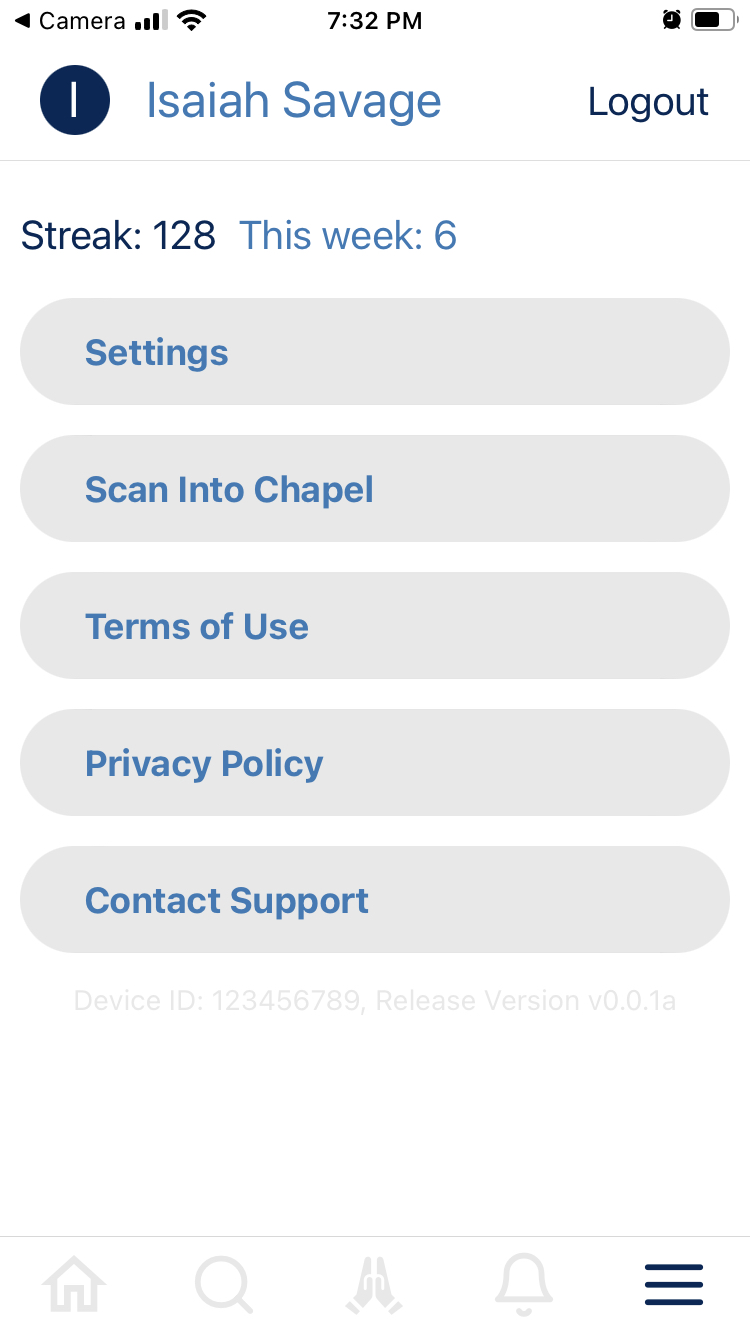 Camera 7:32 PM
I Isaiah Savage Logout
Streak: 128 This week: 6
Settings
Scan Into Chapel
Terms of Use
Privacy Policy
Contact Support
Device ID: 123456789, Release Version v0.0.1a